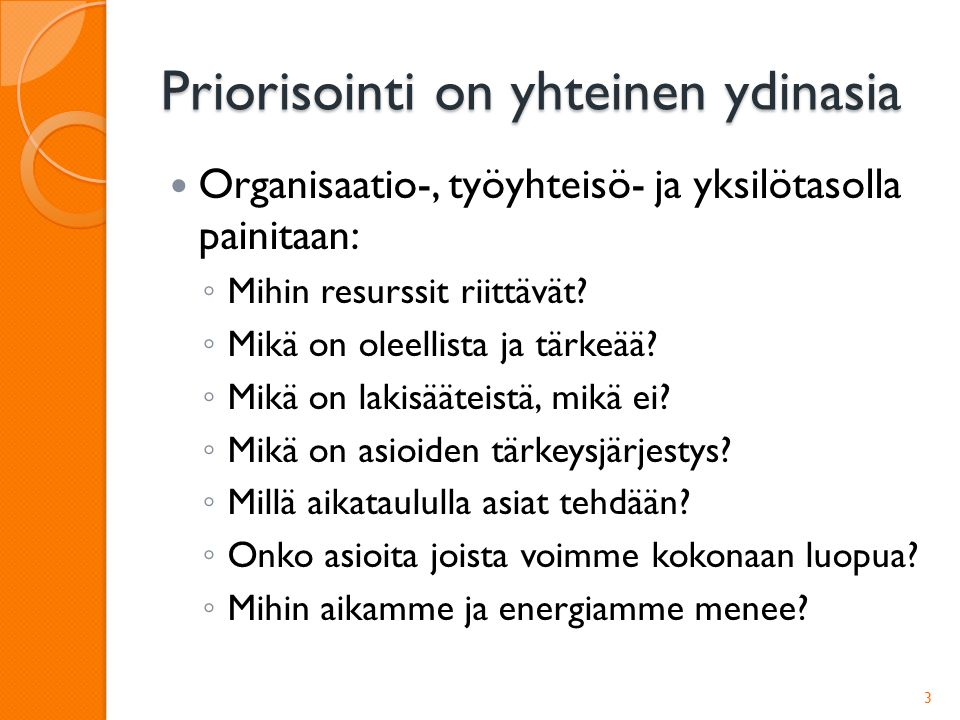 Priorisointi on yhteinen ydinasia
• Organisaatio-, työyhteisö- ja yksilötasolla
painitaan:
◦ Mihin resurssit riittävät?
◦ Mikä on oleellista ja tärkeää?
◦ Mikä on lakisääteistä, mikä ei?
◦ Mikä on asioiden tärkeysjärjestys?
◦ Millä aikataululla asiat tehdään?
◦ Onko asioita joista voimme kokonaan luopua?
◦ Mihin aikamme ja energiamme menee?
3